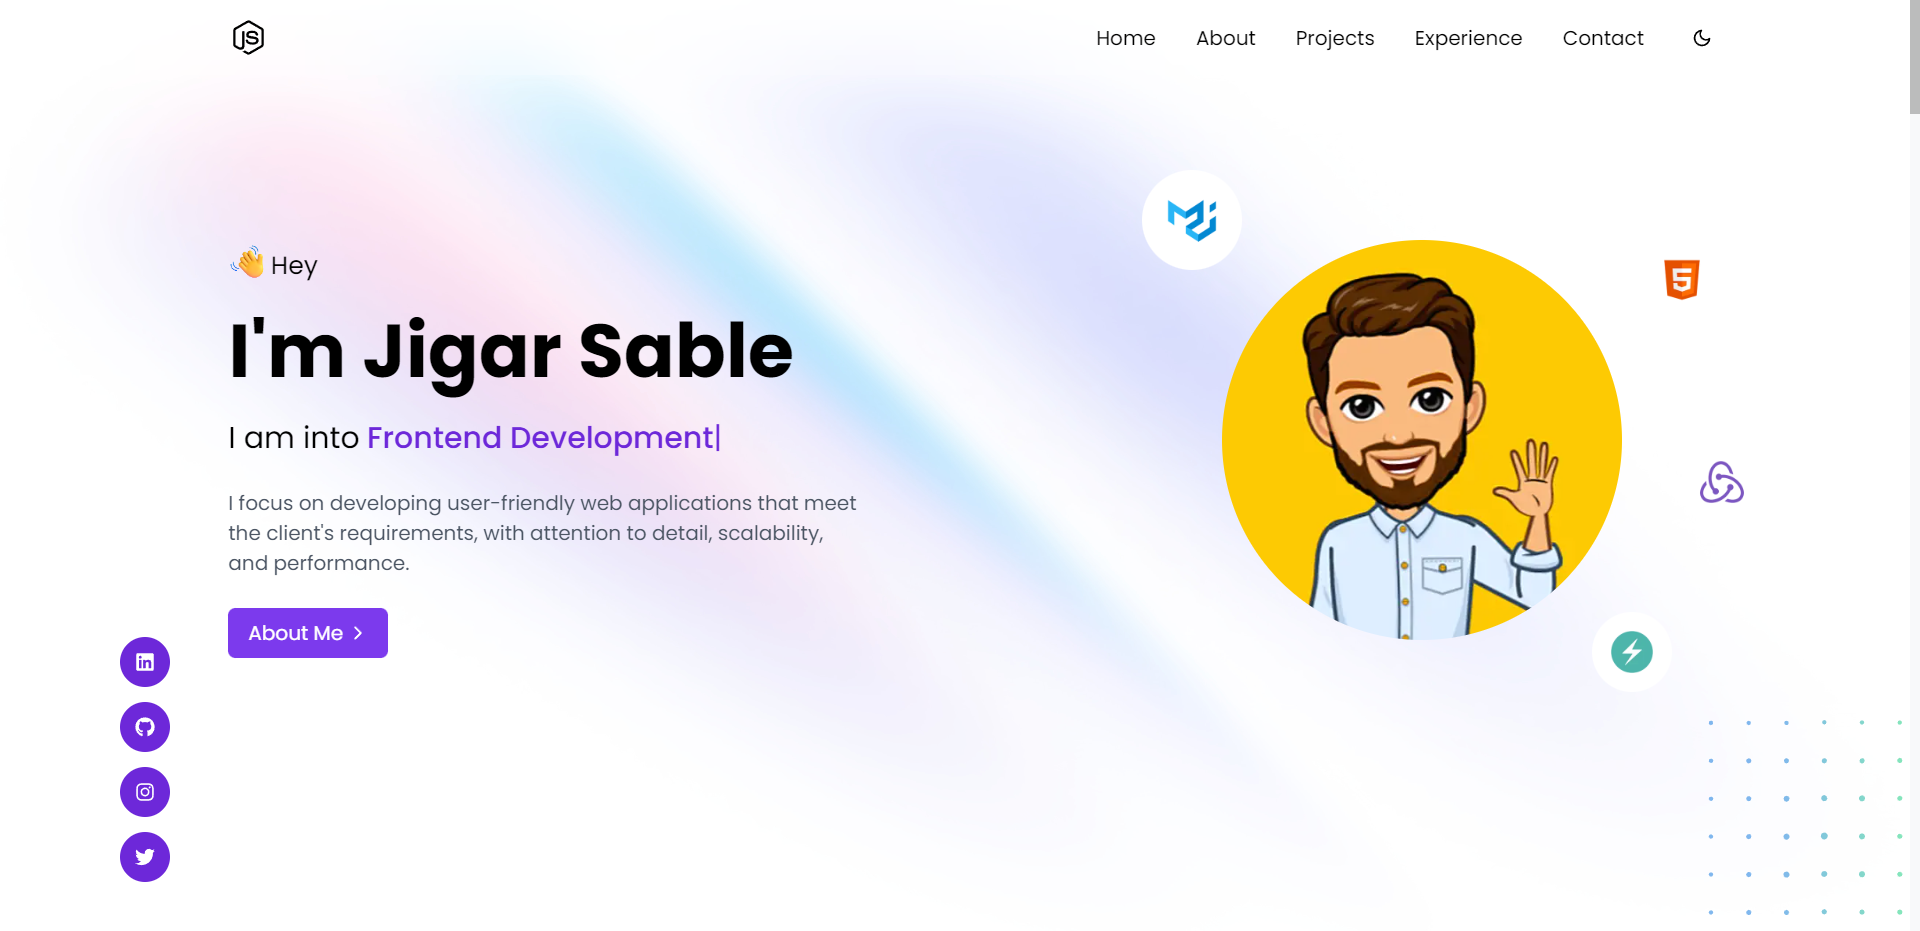 JS
Home About Projects Experience Contact
👋 Hey
I'm Jigar Sable
I am into Frontend Development|
I focus on developing user-friendly web applications that meet
the client's requirements, with attention to detail, scalability,
and performance.
About Me
in
5